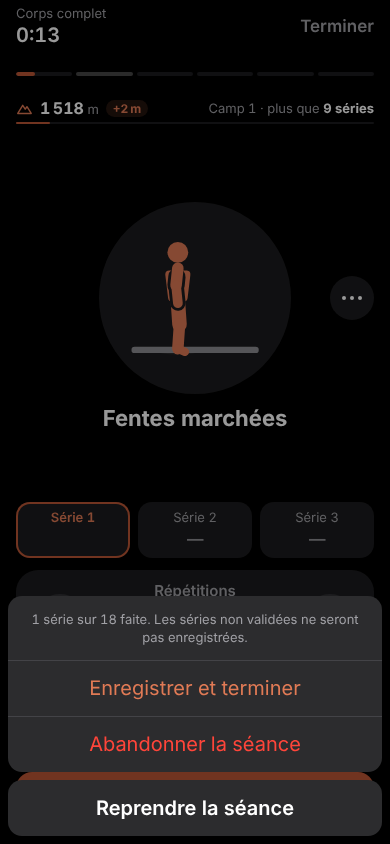 Corps complet
0:13
Terminer
1 518 m +2 m
Camp 1 · plus que 9 séries
Fentes marchées
Série 1
Série 2
—
Série 3
—
Répétitions
1 série sur 18 faite. Les séries non validées ne seront
pas enregistrées.
Enregistrer et terminer
Abandonner la séance
Reprendre la séance